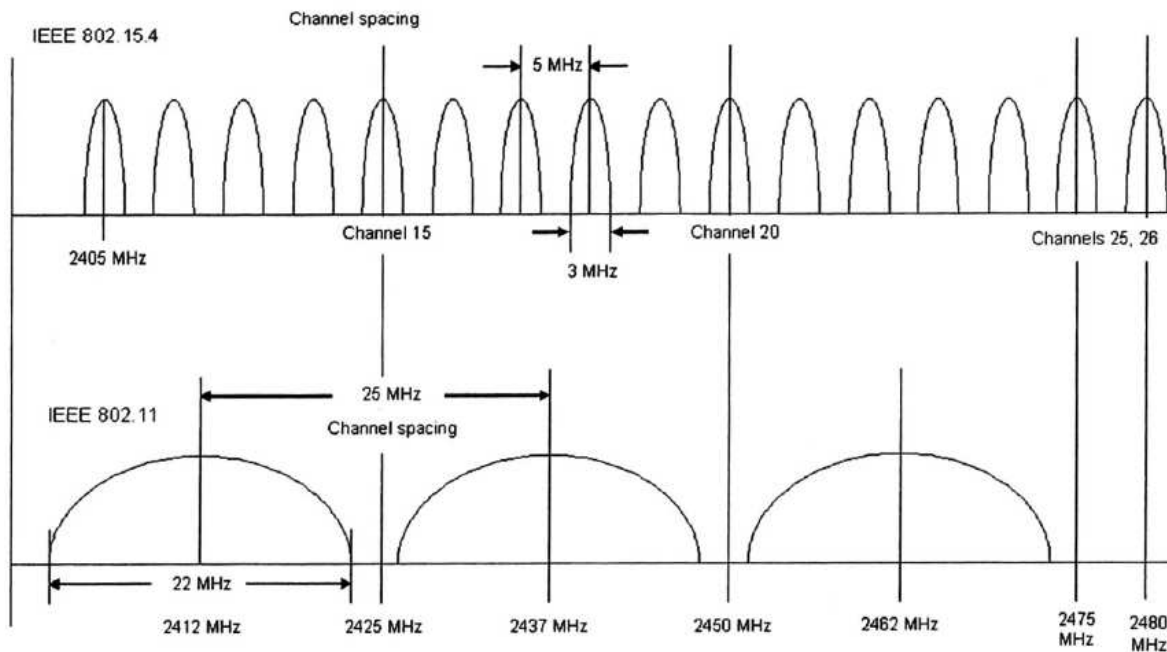 Channel spacing
IEEE 802.15.4
5 MHz
Channel 15
Channel 20
Channels 25, 26
2405 MHz
3 MHz
25 MHz
IEEE 802.11
Channel spacing
22 MHz
2412 MHz
2425 MHz
2437 MHz
2450 MHz
2462 MHz
2475
MHz
2480
MHz